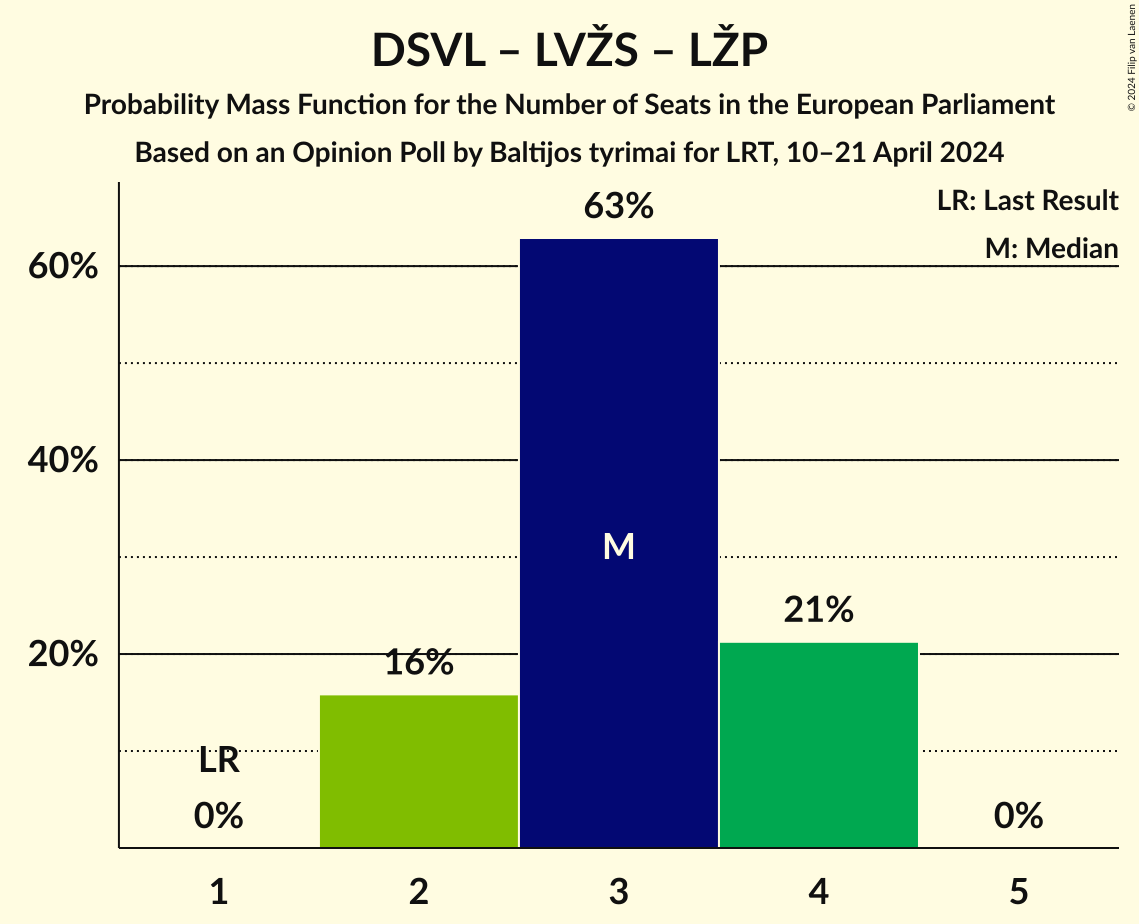 DSVL – LVŽS – LŽP
Probability Mass Function for the Number of Seats in the European Parliament
Based on an Opinion Poll by Baltijos tyrimai for LRT, 10–21 April 2024
© 2024 Filip van Laenen
LR: Last Result
M: Median
63%
60%
40%
M
21%
20%
16%
LR
0%
0%
1 2 3 4 5